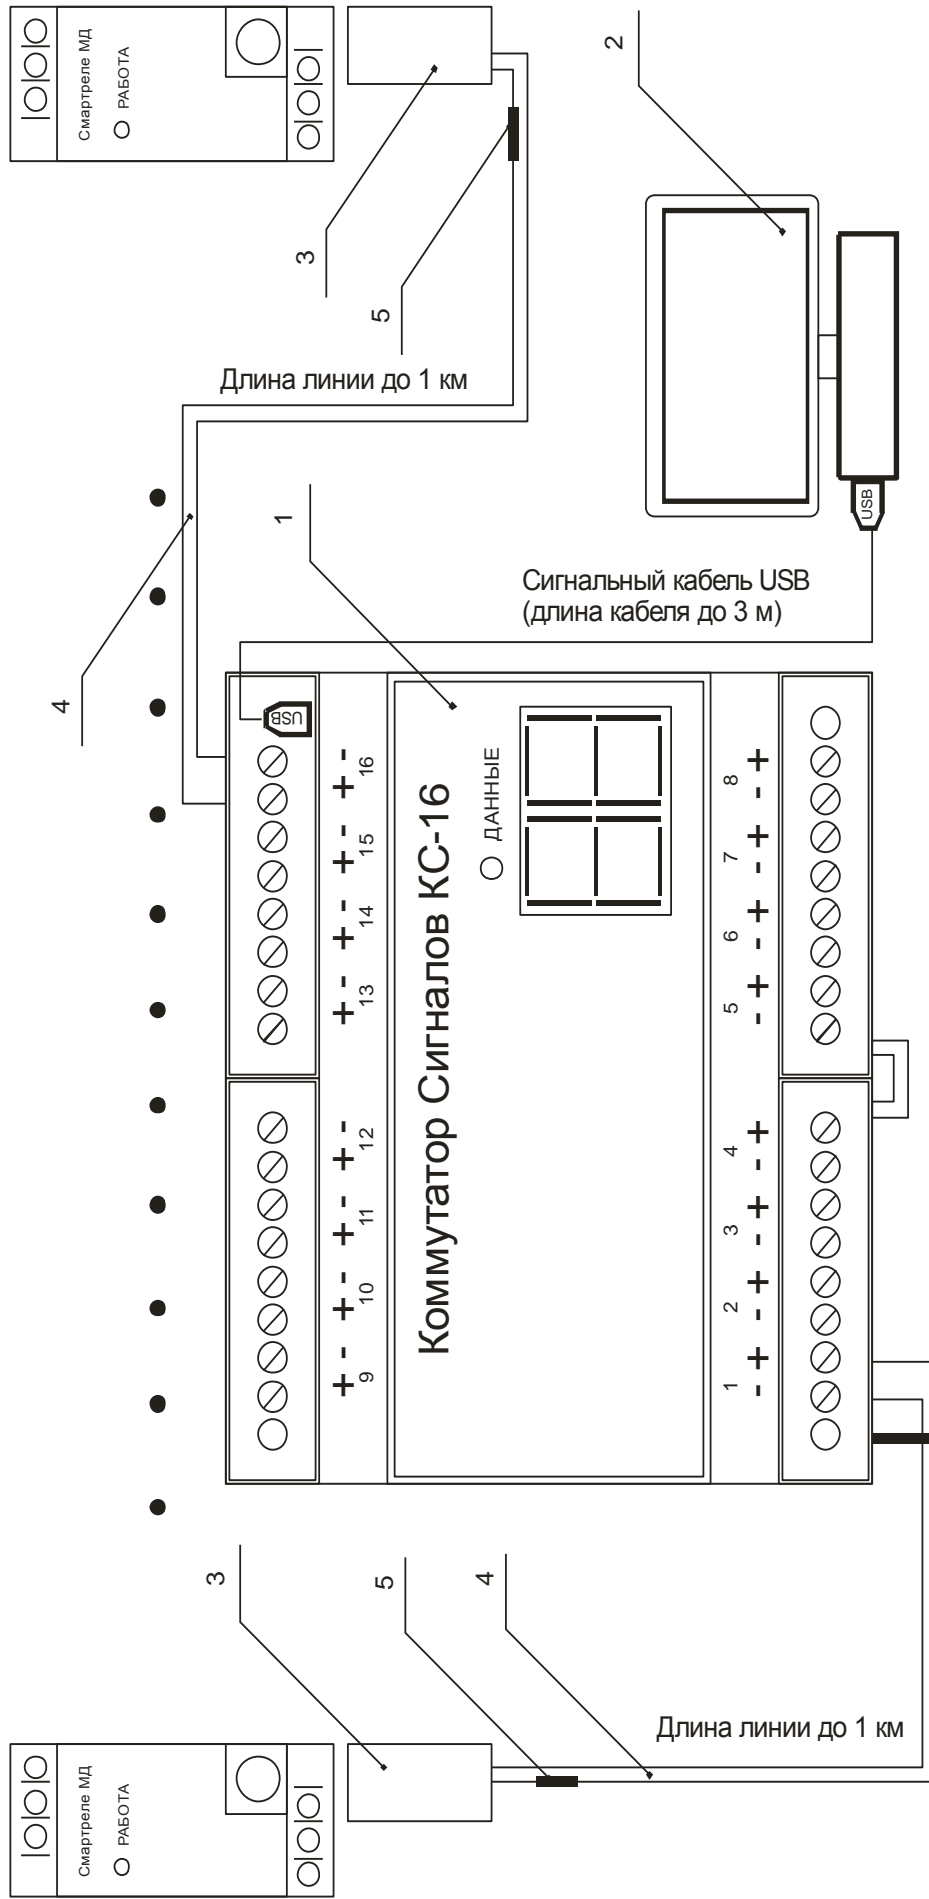 Смартреле МД
РАБОТА
3
5
Длина линии до 1 км
4
2
USB
Сигнальный кабель USB
(длина кабеля до 3 м)
1
USB
9 10 11 12 13 14 15 16
+ - + - + - + - + - + - + - + -
Коммутатор Сигналов КС-16
ДАННЫЕ
1 2 3 4 5 6 7 8
- + - + - + - + - + - + - + - +
Смартреле МД
РАБОТА
3
5
4
Длина линии до 1 км